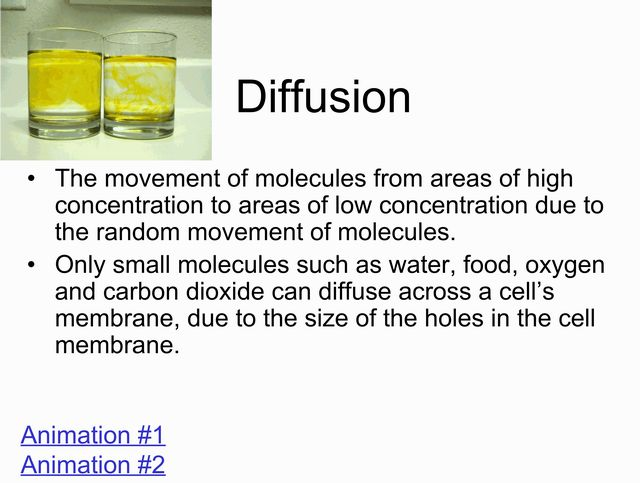 Diffusion
• The movement of molecules from areas of high
concentration to areas of low concentration due to
the random movement of molecules.
• Only small molecules such as water, food, oxygen
and carbon dioxide can diffuse across a cell’s
membrane, due to the size of the holes in the cell
membrane.
Animation #1
Animation #2